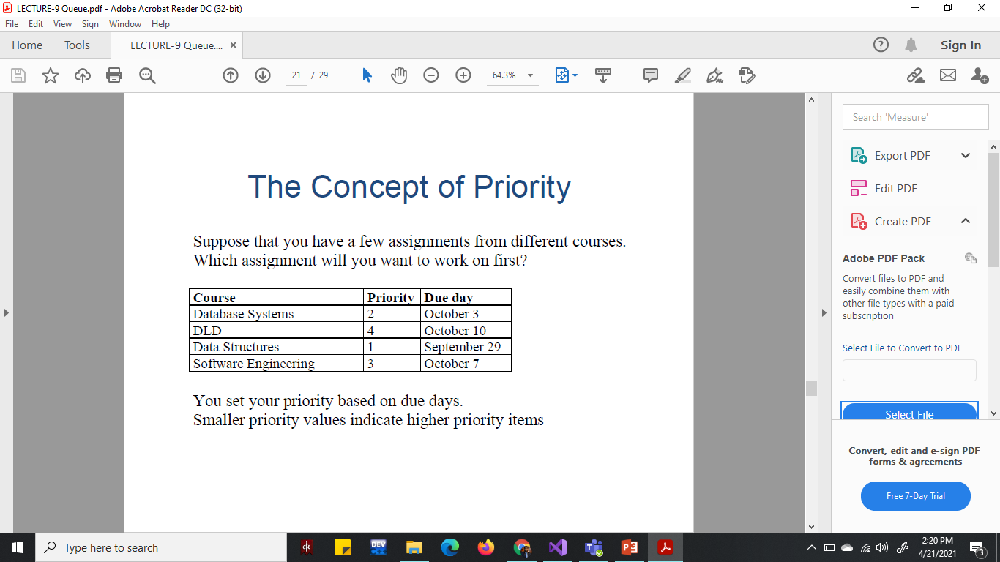 LECTURE-9 Queue.pdf - Adobe Acrobat Reader DC (32-bit)
File Edit View Sign Window Help
Home Tools LECTURE-9 Queue.... × Sign In
21 / 29 64.3%
The Concept of Priority
Suppose that you have a few assignments from different courses.
Which assignment will you want to work on first?
Course Priority Due day
Database Systems 2 October 3
DLD 4 October 10
Data Structures 1 September 29
Software Engineering 3 October 7
You set your priority based on due days.
Smaller priority values indicate higher priority items
Search 'Measure'
Export PDF
Edit PDF
Create PDF
Adobe PDF Pack
Convert files to PDF and
easily combine them with
other file types with a paid
subscription
Select File to Convert to PDF
Select File
Convert, edit and e-sign PDF
forms & agreements
Free 7-Day Trial
Type here to search
DEV
2:20 PM
4/21/2021
3